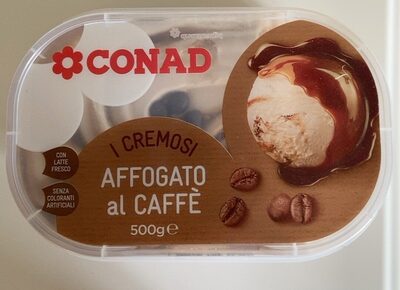 CONAD
I CREMOSI
AFFOGATO
al CAFFÈ
500g ℮
CON
LATTE
FRESCO
SENZA
COLORANTI
ARTIFICIALI